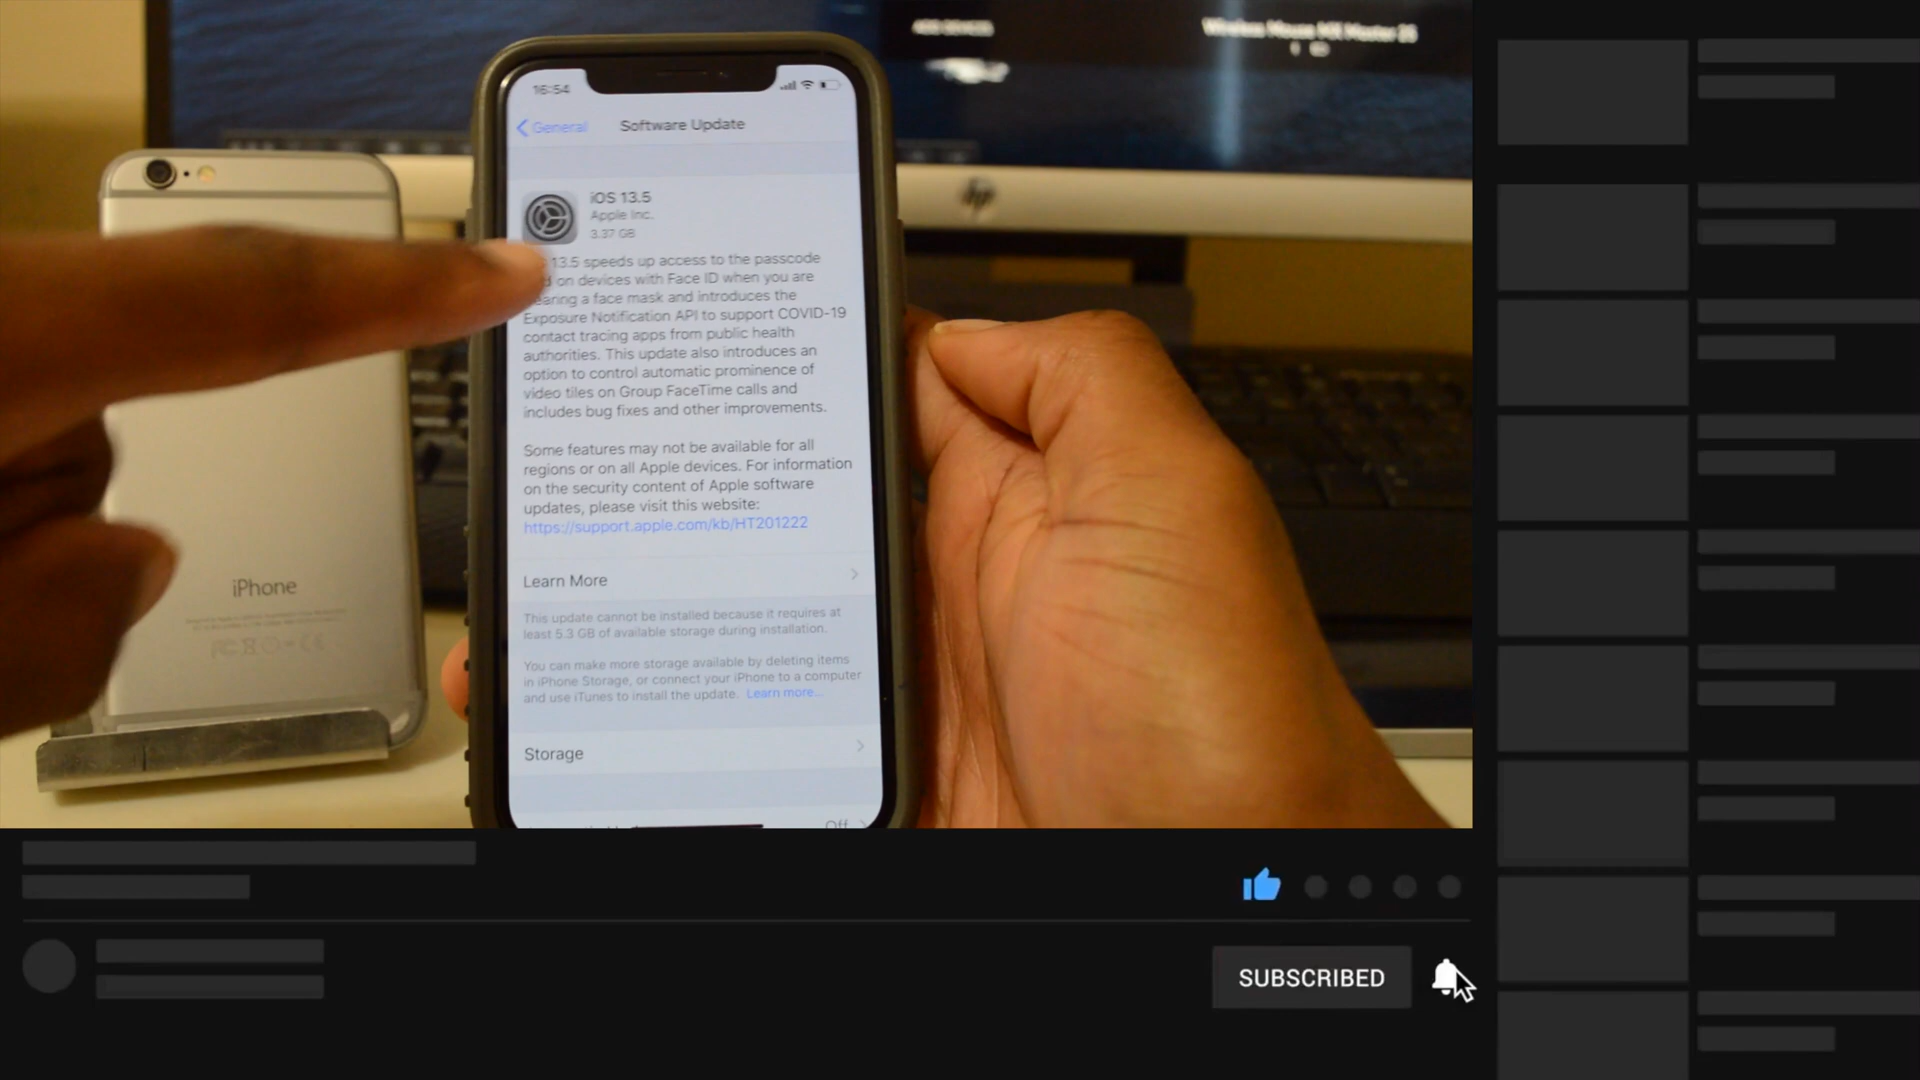 Wireless Mouse MX Master 2S
16:54
General
Software Update
iOS 13.5
Apple Inc.
3.37 GB
13.5 speeds up access to the passcode
on devices with Face ID when you are
wearing a face mask and introduces the
Exposure Notification API to support COVID-19
contact tracing apps from public health
authorities. This update also introduces an
option to control automatic prominence of
video tiles on Group FaceTime calls and
includes bug fixes and other improvements.
Some features may not be available for all
regions or on all Apple devices. For information
on the security content of Apple software
updates, please visit this website:
https://support.apple.com/kb/HT201222
Learn More
This update cannot be installed because it requires at
least 5.3 GB of available storage during installation.
You can make more storage available by deleting items
in iPhone Storage, or connect your iPhone to a computer
and use iTunes to install the update. Learn more...
Storage
Off
hp
iPhone
SUBSCRIBED